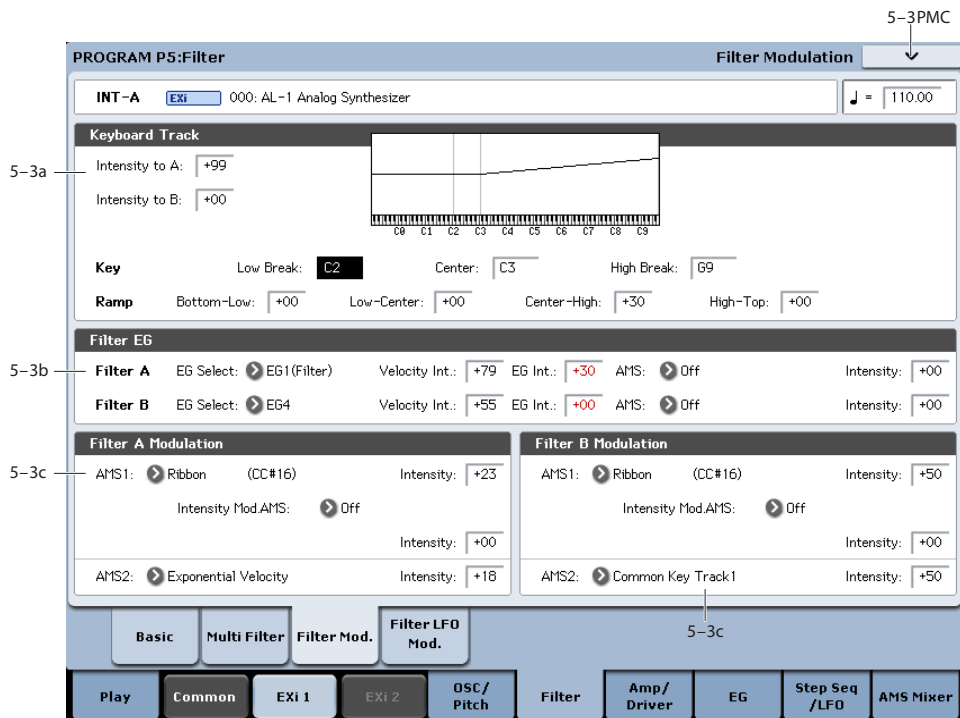 5-3PMC
PROGRAM P5:Filter Filter Modulation
INT-A EXi 000: AL-1 Analog Synthesizer ♩ = 110.00
Keyboard Track
5-3a
Intensity to A: +99
Intensity to B: +00
C0 C1 C2 C3 C4 C5 C6 C7 C8 C9
Key Low Break: C2 Center: C3 High Break: G9
Ramp Bottom-Low: +00 Low-Center: +00 Center-High: +30 High-Top: +00
Filter EG
5-3b
Filter A EG Select: EG1(Filter) Velocity Int.: +79 EG Int.: +30 AMS: Off Intensity: +00
Filter B EG Select: EG4 Velocity Int.: +55 EG Int.: +00 AMS: Off Intensity: +00
Filter A Modulation Filter B Modulation
5-3c
AMS1: Ribbon (CC#16) Intensity: +23 AMS1: Ribbon (CC#16) Intensity: +50
Intensity Mod.AMS: Off Intensity Mod.AMS: Off
Intensity: +00 Intensity: +00
AMS2: Exponential Velocity Intensity: +18 AMS2: Common Key Track1 Intensity: +50
5-3c
Basic Multi Filter Filter Mod. Filter LFO Mod.
Play Common EXi 1 EXi 2 OSC/Pitch Filter Amp/Driver EG Step Seq/LFO AMS Mixer